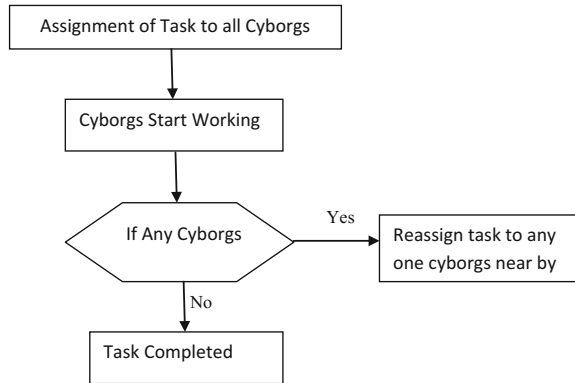 Assignment of Task to all Cyborgs
Cyborgs Start Working
If Any Cyborgs
Yes
Reassign task to any
one cyborgs near by
No
Task Completed